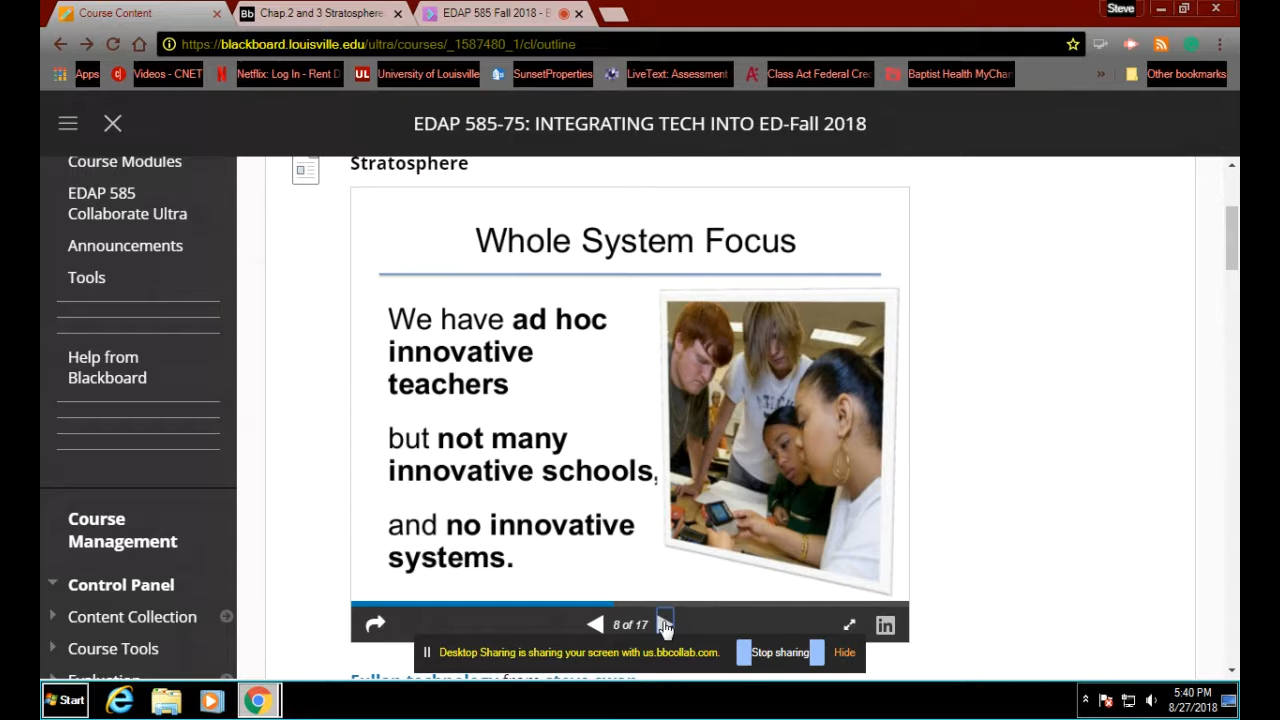 Course Content
Bb Chap.2 and 3 Stratosphere
EDAP 585 Fall 2018 - B
Steve
https://blackboard.louisville.edu/ultra/courses/_1587480_1/cl/outline
Apps
Videos - CNET
Netflix: Log In - Rent D
UL University of Louisville
SunsetProperties
LiveText: Assessment
Class Act Federal Cre
Baptist Health MyChar
» Other bookmarks
EDAP 585-75: INTEGRATING TECH INTO ED-Fall 2018
Course Modules
EDAP 585
Collaborate Ultra
Announcements
Tools
Help from
Blackboard
Course
Management
Control Panel
Content Collection
Course Tools
Stratosphere
Whole System Focus
We have ad hoc
innovative
teachers
but not many
innovative schools,
and no innovative
systems.
8 of 17
in
Desktop Sharing is sharing your screen with us.bbcollab.com.
Stop sharing
Hide
Start
5:40 PM
8/27/2018